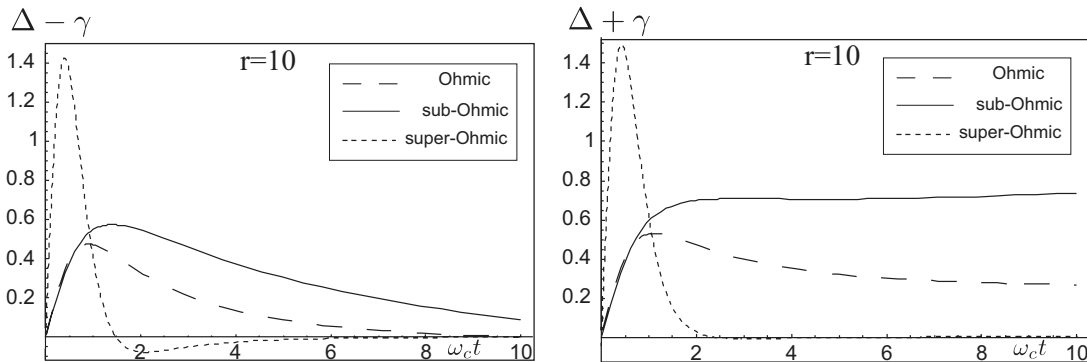 Δ − γ
1.4
1.2
1
0.8
0.6
0.4
0.2
r=10
Ohmic
sub-Ohmic
super-Ohmic
2
4
6
8
ω_c t
10
Δ + γ
1.4
1.2
1
0.8
0.6
0.4
0.2
r=10
Ohmic
sub-Ohmic
super-Ohmic
2
4
6
8
ω_c t
10